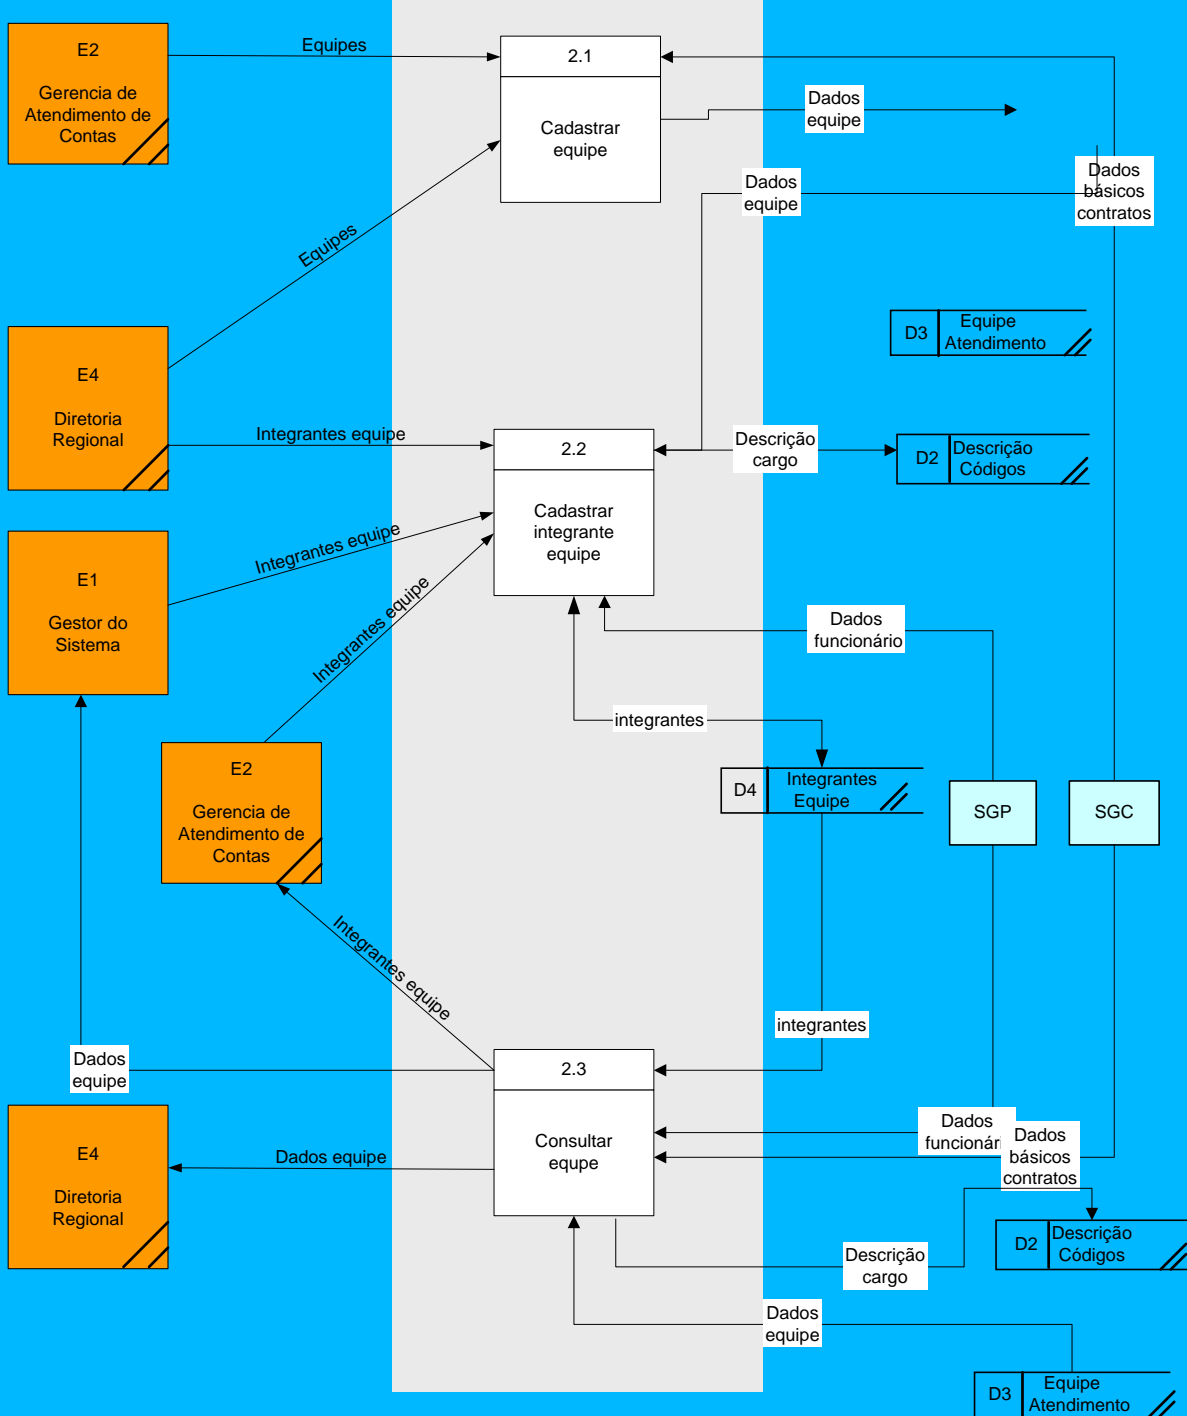 E2
Gerencia de
Atendimento de
Contas
Equipes
2.1
Cadastrar
equipe
Dados
equipe
Dados
básicos
contratos
Dados
equipe
Equipes
D3
Equipe
Atendimento
E4
Diretoria
Regional
Integrantes equipe
2.2
Cadastrar
integrante
equipe
Descrição
cargo
D2
Descrição
Códigos
E1
Gestor do
Sistema
Integrantes equipe
Integrantes equipe
Dados
funcionário
integrantes
E2
Gerencia de
Atendimento de
Contas
D4
Integrantes
Equipe
SGP
SGC
Integrantes equipe
integrantes
Dados
equipe
2.3
Consultar
equpe
E4
Diretoria
Regional
Dados equipe
Dados
funcionári
Dados
básicos
contratos
Descrição
cargo
D2
Descrição
Códigos
Dados
equipe
D3
Equipe
Atendimento